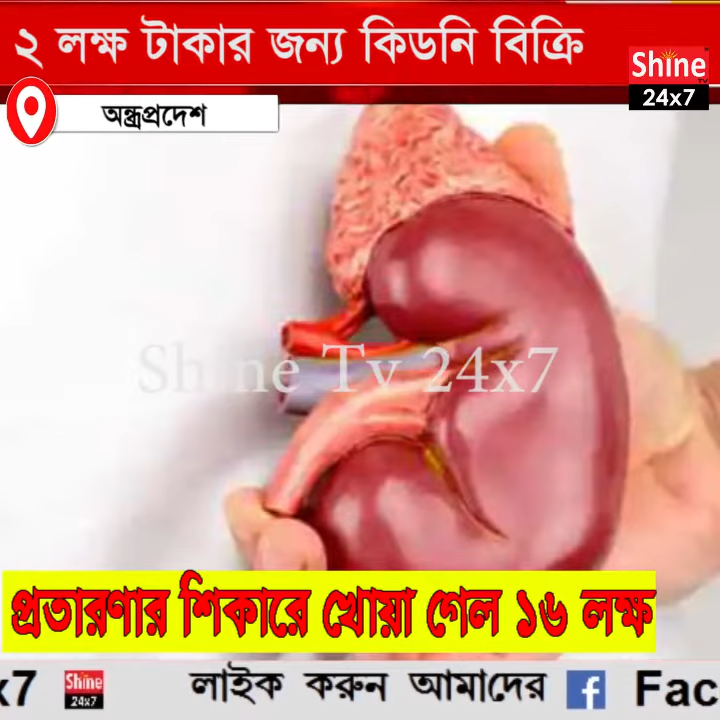 ২ লক্ষ টাকার জন্য কিডনি বিক্রি
Shine TV
24x7
অন্ধ্রপ্রদেশ
Shine Tv 24x7
প্রতারণার শিকারে খোয়া গেল ১৬ লক্ষ
x7 Shine 24x7 লাইক করুন আমাদের f Fac